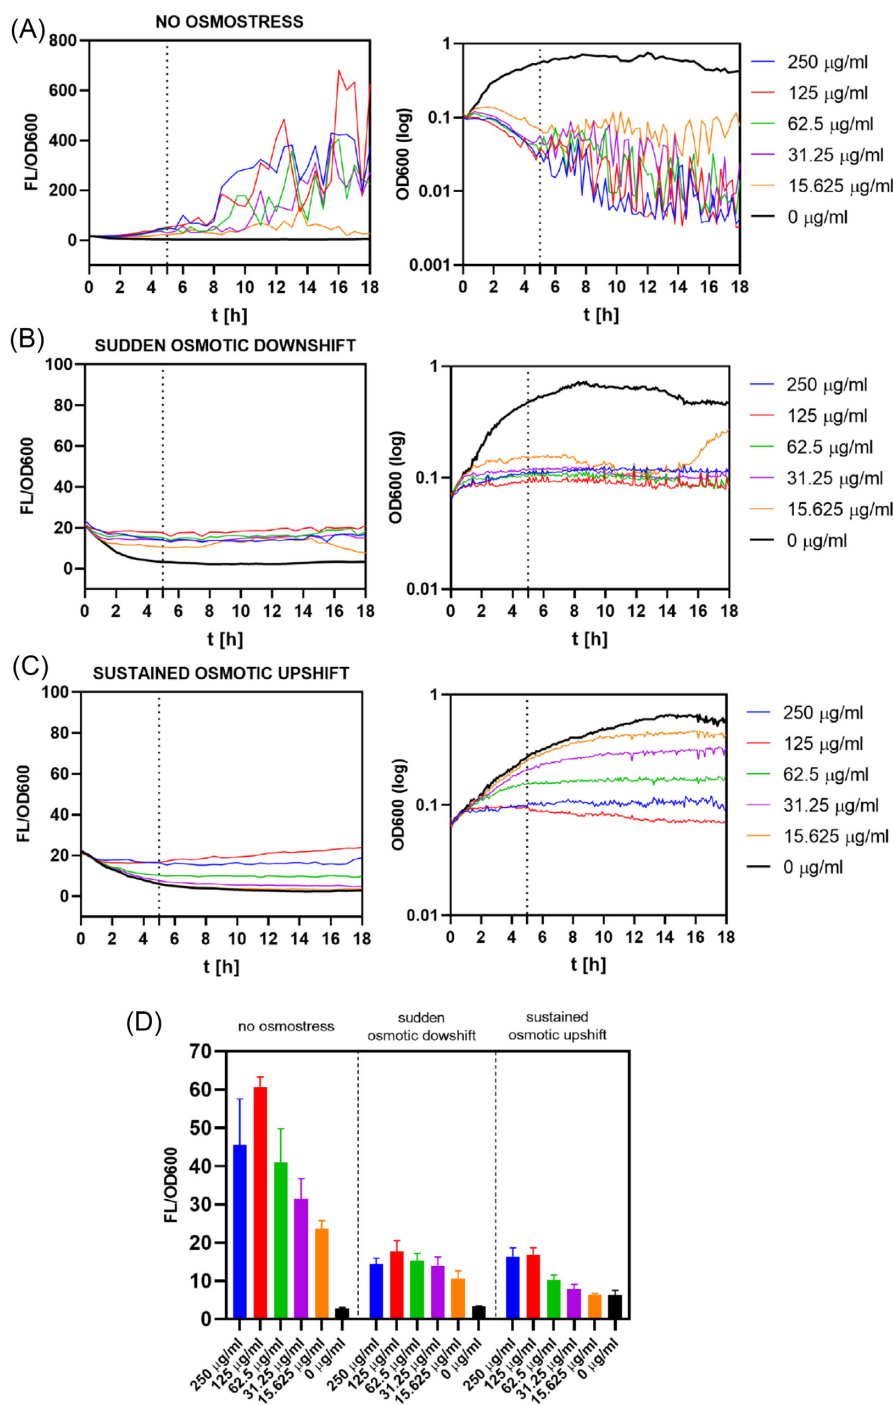 (A)
NO OSMOSTRESS
800
600
400
200
0
FL/OD600
0 2 4 6 8 10 12 14 16 18
t [h]
1
0.1
0.01
0.001
OD600 (log)
0 2 4 6 8 10 12 14 16 18
t [h]
250 µg/ml
125 µg/ml
62.5 µg/ml
31.25 µg/ml
15.625 µg/ml
0 µg/ml
(B)
SUDDEN OSMOTIC DOWNSHIFT
100
80
60
40
20
0
FL/OD600
0 2 4 6 8 10 12 14 16 18
t [h]
1
0.1
0.01
OD600 (log)
0 2 4 6 8 10 12 14 16 18
t [h]
250 µg/ml
125 µg/ml
62.5 µg/ml
31.25 µg/ml
15.625 µg/ml
0 µg/ml
(C)
SUSTAINED OSMOTIC UPSHIFT
100
80
60
40
20
0
FL/OD600
0 2 4 6 8 10 12 14 16 18
t [h]
1
0.1
0.01
OD600 (log)
0 2 4 6 8 10 12 14 16 18
t [h]
250 µg/ml
125 µg/ml
62.5 µg/ml
31.25 µg/ml
15.625 µg/ml
0 µg/ml
(D)
no osmostress
sudden
osmotic dowshift
sustained
osmotic upshift
70
60
50
40
30
20
10
0
FL/OD600
250 µg/ml
125 µg/ml
62.5 µg/ml
31.25 µg/ml
15.625 µg/ml
0 µg/ml
250 µg/ml
125 µg/ml
62.5 µg/ml
31.25 µg/ml
15.625 µg/ml
0 µg/ml
250 µg/ml
125 µg/ml
62.5 µg/ml
31.25 µg/ml
15.625 µg/ml
0 µg/ml